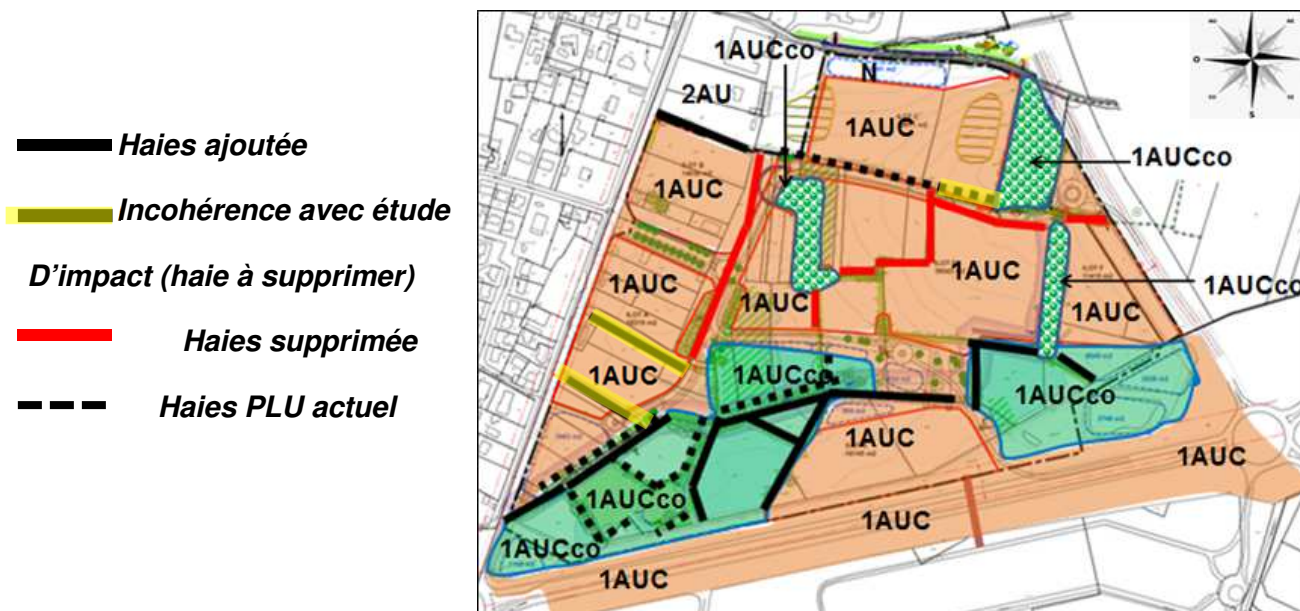 Haies ajoutée
Incohérence avec étude
D'impact (haie à supprimer)
Haies supprimée
Haies PLU actuel
1AUCco
N
2AU
1AUC
1AUCco
1AUC
1AUC
1AUC
1AUCco
1AUC
1AUC
1AUC
1AUCco
1AUCco
1AUC
1AUC
1AUCco
1AUC
1AUCco
1AUC
S